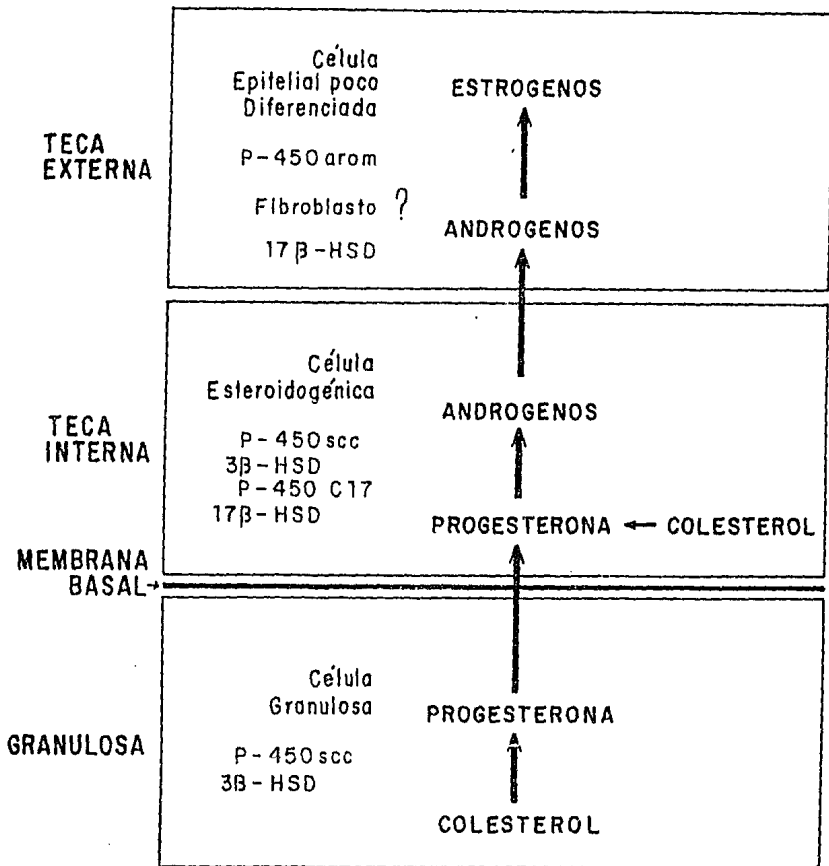 TECA
EXTERNA
Célula
Epitelial poco
Diferenciada
P-450 arom
Fibroblasto ?
17β-HSD
ESTROGENOS
ANDROGENOS
TECA
INTERNA
Célula
Esteroidogénica
P-450 scc
3β-HSD
P-450 C17
17β-HSD
ANDROGENOS
PROGESTERONA ← COLESTEROL
MEMBRANA
BASAL→
GRANULOSA
Célula
Granulosa
P-450 scc
3β-HSD
PROGESTERONA
COLESTEROL